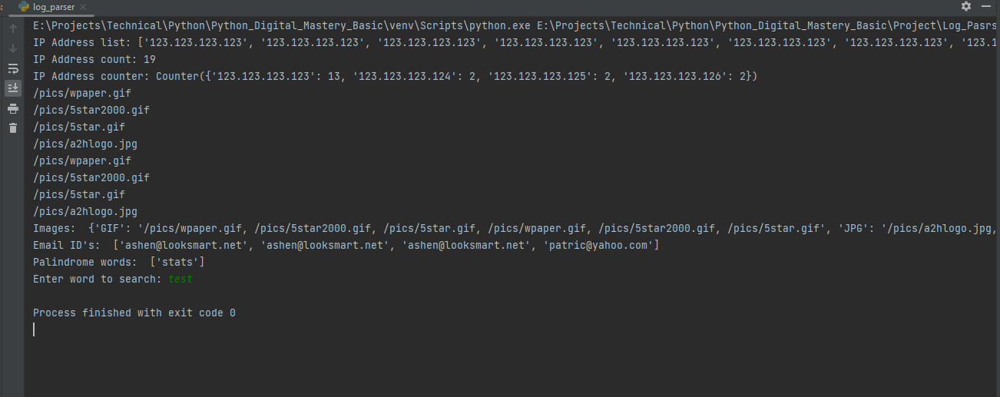 log_parser
E:\Projects\Technical\Python\Python_Digital_Mastery_Basic\venv\Scripts\python.exe E:\Projects\Technical\Python\Python_Digital_Mastery_Basic\Project\Log_Pasrs
IP Address list: ['123.123.123.123', '123.123.123.123', '123.123.123.123', '123.123.123.123', '123.123.123.123', '123.123.123.123', '123.123.123.123', '123.1
IP Address count: 19
IP Address counter: Counter({'123.123.123.123': 13, '123.123.123.124': 2, '123.123.123.125': 2, '123.123.123.126': 2})
/pics/wpaper.gif
/pics/5star2000.gif
/pics/5star.gif
/pics/a2hlogo.jpg
/pics/wpaper.gif
/pics/5star2000.gif
/pics/5star.gif
/pics/a2hlogo.jpg
Images:  {'GIF': '/pics/wpaper.gif, /pics/5star2000.gif, /pics/5star.gif, /pics/wpaper.gif, /pics/5star2000.gif, /pics/5star.gif', 'JPG': '/pics/a2hlogo.jpg,
Email ID's:  ['ashen@looksmart.net', 'ashen@looksmart.net', 'ashen@looksmart.net', 'patric@yahoo.com']
Palindrome words:  ['stats']
Enter word to search: test
Process finished with exit code 0